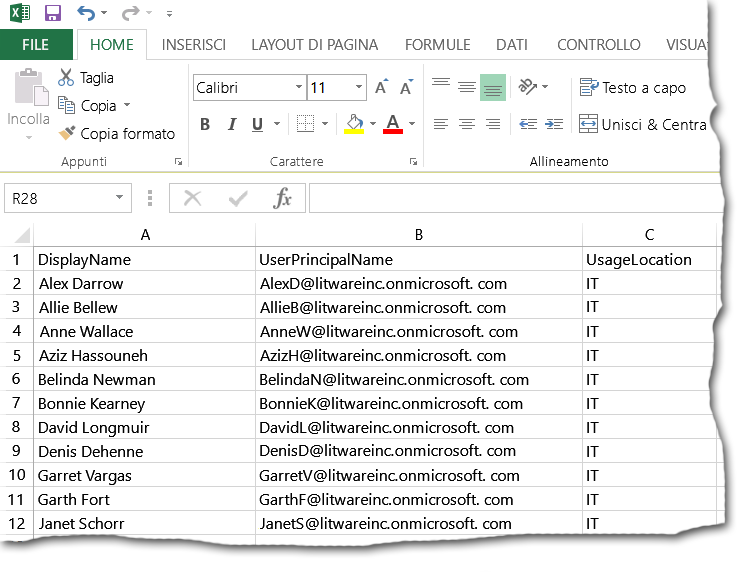 FILE HOME INSERISCI LAYOUT DI PAGINA FORMULE DATI CONTROLLO VISUA
Taglia
Copia
Copia formato
Incolla
Appunti
Calibri 11
B I U A
Carattere
Testo a capo
Unisci & Centra
Allineamento
R28 fx
A B C
1 DisplayName UserPrincipalName UsageLocation
2 Alex Darrow AlexD@litwareinc.onmicrosoft. com IT
3 Allie Bellew AllieB@litwareinc.onmicrosoft. com IT
4 Anne Wallace AnneW@litwareinc.onmicrosoft. com IT
5 Aziz Hassouneh AzizH@litwareinc.onmicrosoft. com IT
6 Belinda Newman BelindaN@litwareinc.onmicrosoft. com IT
7 Bonnie Kearney BonnieK@litwareinc.onmicrosoft. com IT
8 David Longmuir DavidL@litwareinc.onmicrosoft. com IT
9 Denis Dehenne DenisD@litwareinc.onmicrosoft. com IT
10 Garret Vargas GarretV@litwareinc.onmicrosoft. com IT
11 Garth Fort GarthF@litwareinc.onmicrosoft. com IT
12 Janet Schorr JanetS@litwareinc.onmicrosoft. com IT